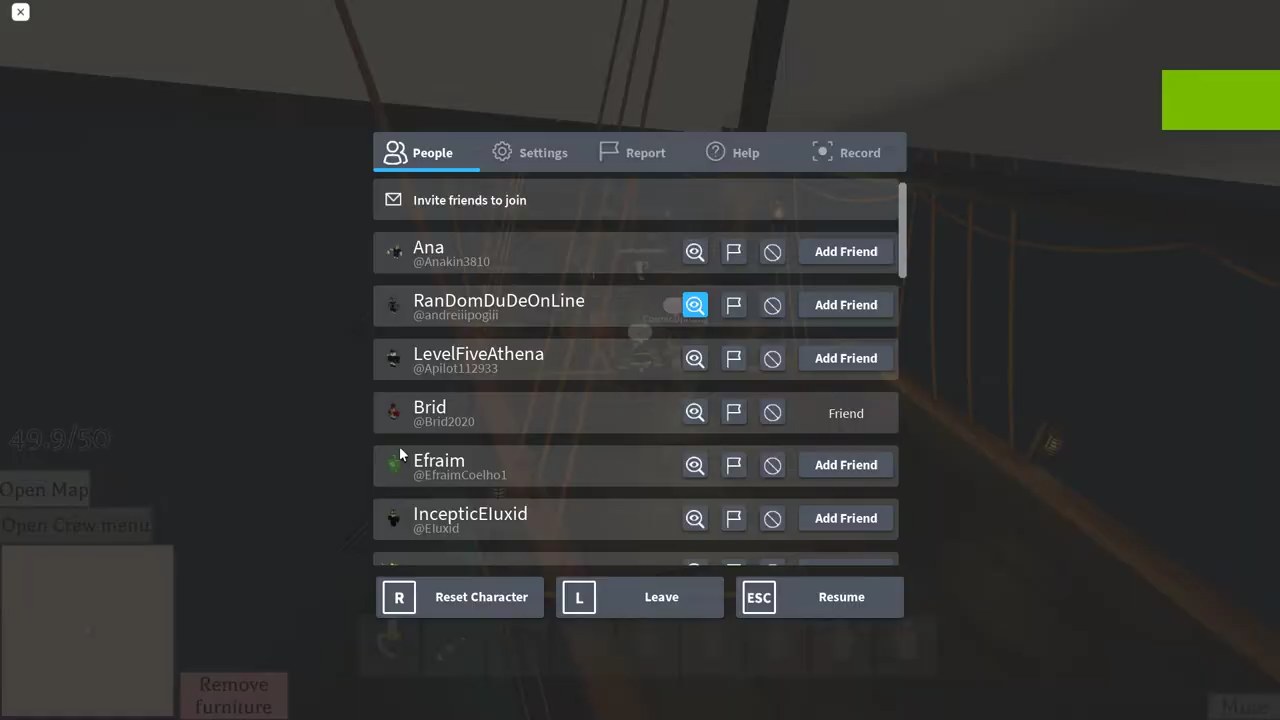 People
Settings
Report
Help
Record
Invite friends to join
Ana
@Anakin3810
Add Friend
RanDomDuDeOnLine
@andreiiipogiii
Add Friend
LevelFiveAthena
@Apilot112933
Add Friend
Brid
@Brid2020
Friend
49.9/50
Efraim
@EfraimCoelho1
Add Friend
Open Map
IncepticEluxid
@Eluxid
Add Friend
Open Crew menu
R
Reset Character
L
Leave
ESC
Resume
Remove
furniture